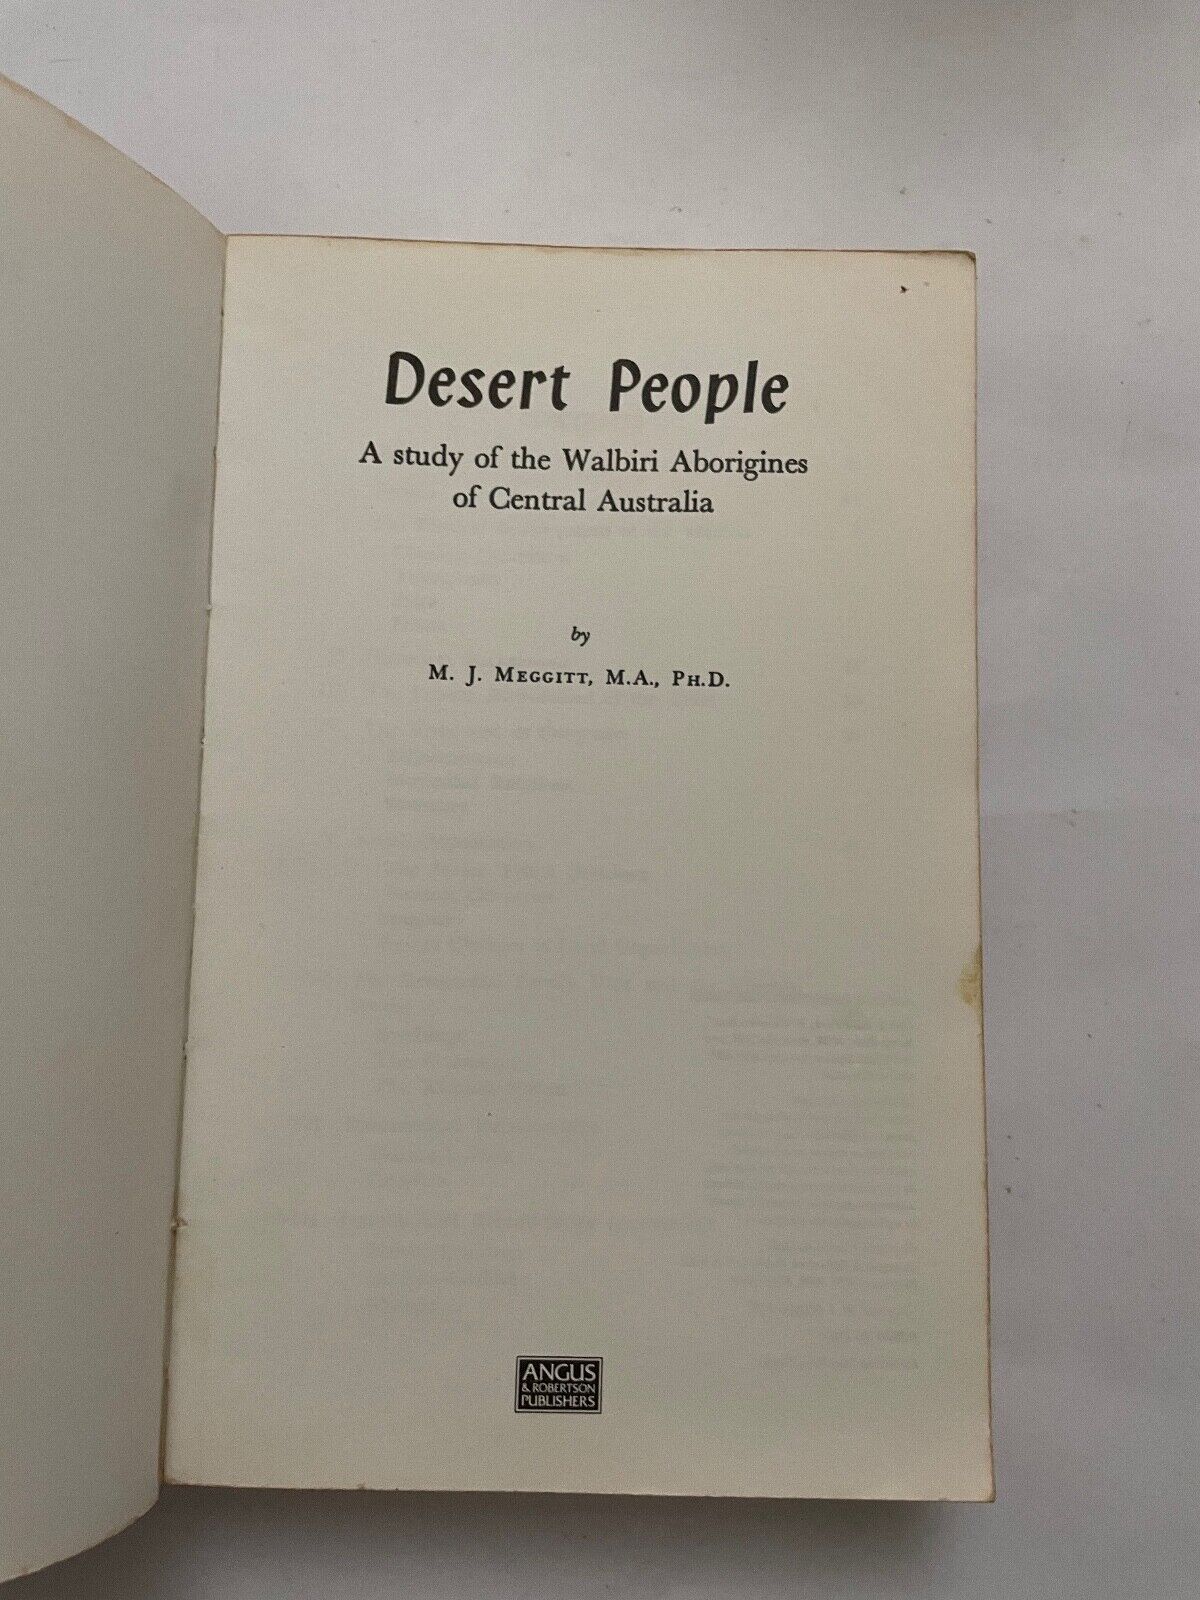 Desert People
A study of the Walbiri Aborigines
of Central Australia
by
M. J. MEGGITT, M.A., PH.D.
ANGUS
& ROBERTSON
PUBLISHERS